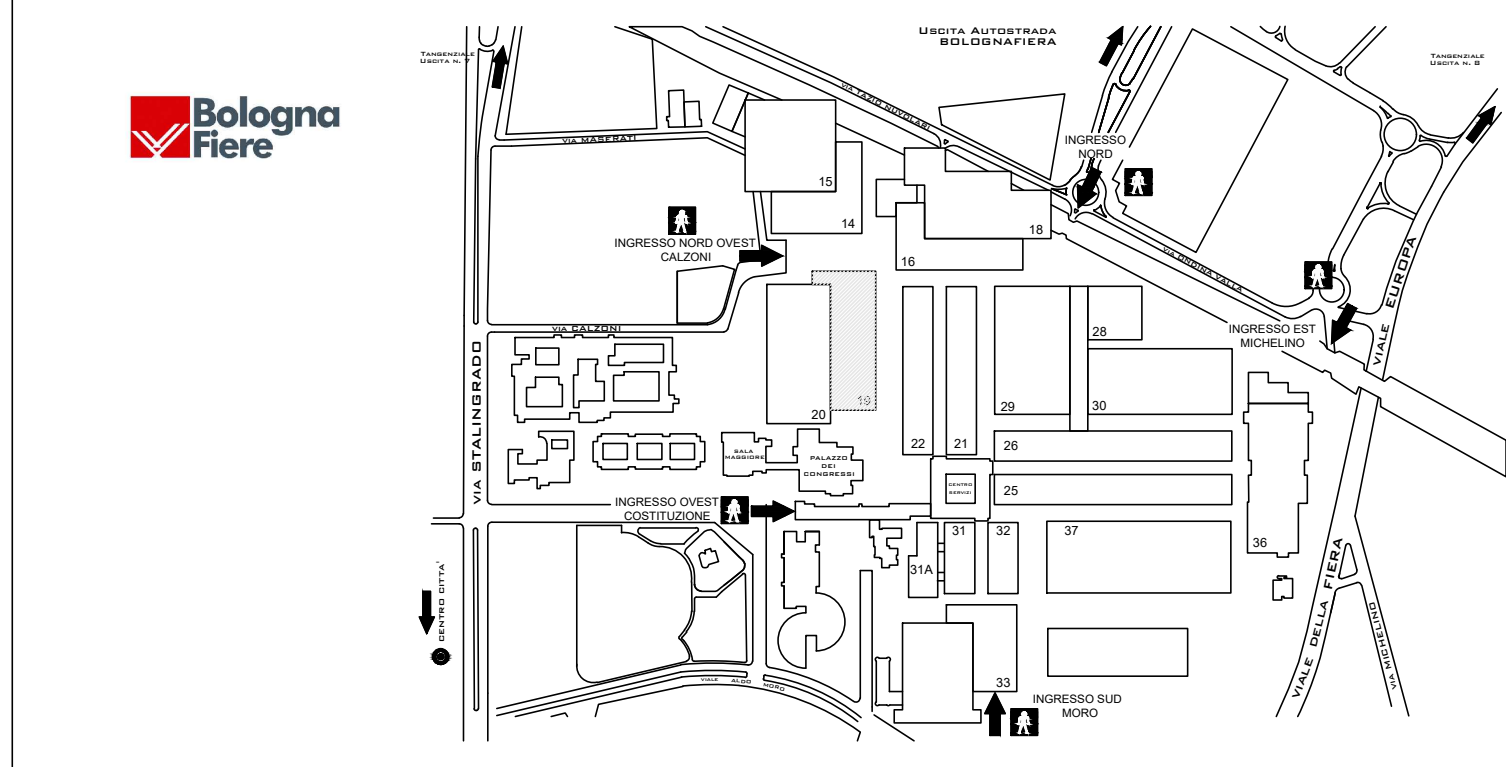 Bologna
Fiere
TANGENZIALE
USCITA N. 7
USCITA AUTOSTRADA
BOLOGNAFIERA
TANGENZIALE
USCITA N. 8
VIA TAZIO NUVOLARI
VIA MASERATI
INGRESSO
NORD
15
14
18
16
INGRESSO NORD OVEST
CALZONI
VIA ONDINA VALLA
VIALE EUROPA
VIA CALZONI
INGRESSO EST
MICHELINO
28
29
30
19
20
22
21
26
VIA STALINGRADO
SALA
MAGGIORE
PALAZZO
DEI
CONGRESSI
CENTRO
SERVIZI
25
INGRESSO OVEST
COSTITUZIONE
31
32
37
36
31A
CENTRO CITTA'
VIALE DELLA FIERA
VIA MICHELINO
VIALE ALDO MORO
33
INGRESSO SUD
MORO